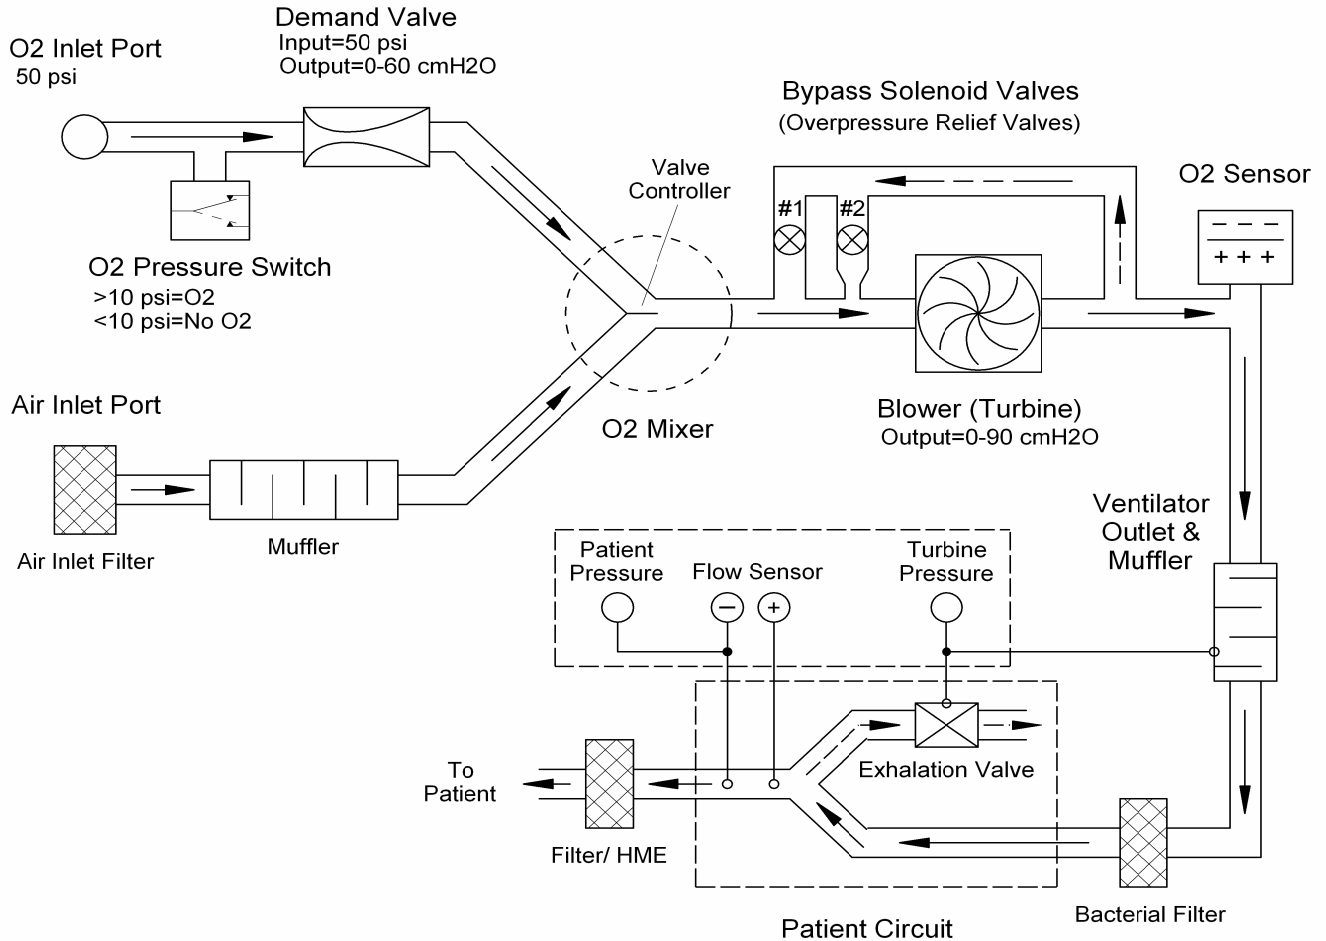 Demand Valve
Input=50 psi
Output=0-60 cmH2O
O2 Inlet Port
50 psi
Bypass Solenoid Valves
(Overpressure Relief Valves)
Valve
Controller
O2 Sensor
#1
#2
− − −
+ + +
O2 Pressure Switch
>10 psi=O2
<10 psi=No O2
Air Inlet Port
O2 Mixer
Blower (Turbine)
Output=0-90 cmH2O
Air Inlet Filter
Muffler
Ventilator
Outlet &
Muffler
Patient
Pressure
Flow Sensor
− +
Turbine
Pressure
Exhalation Valve
To
Patient
Filter/ HME
Bacterial Filter
Patient Circuit